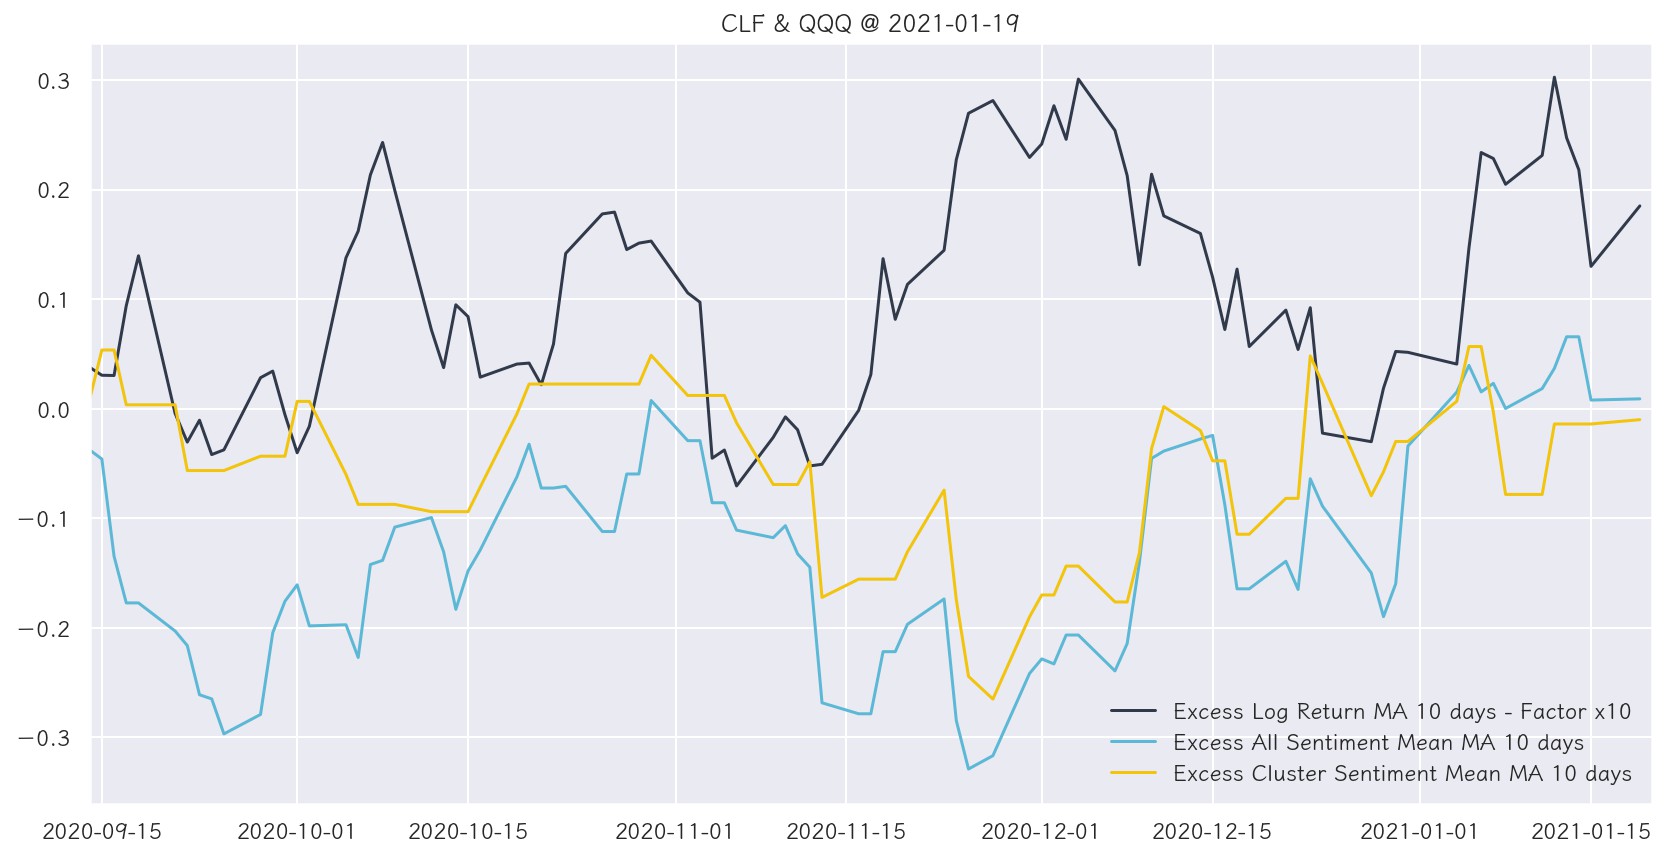 CLF & QQQ @ 2021-01-19
0.3
0.2
0.1
0.0
−0.1
−0.2
−0.3
Excess Log Return MA 10 days - Factor x10
Excess All Sentiment Mean MA 10 days
Excess Cluster Sentiment Mean MA 10 days
2020-09-15 2020-10-01 2020-10-15 2020-11-01 2020-11-15 2020-12-01 2020-12-15 2021-01-01 2021-01-15